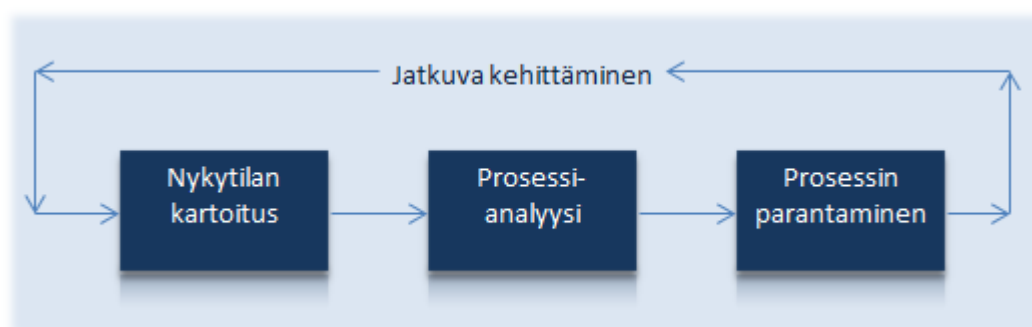 Jatkuva kehittäminen
Nykytilan
kartoitus
Prosessi-
analyysi
Prosessin
parantaminen